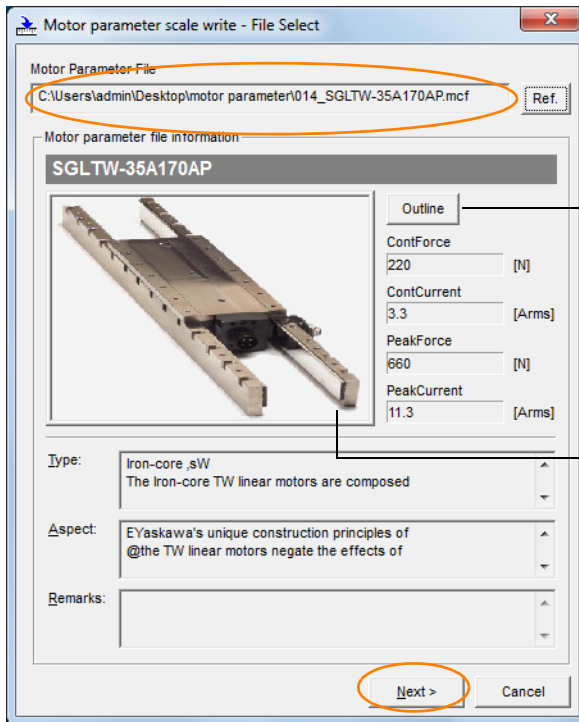 Motor parameter scale write - File Select
Motor Parameter File
C:\Users\admin\Desktop\motor parameter\014_SGLTW-35A170AP.mcf
Ref.
Motor parameter file information
SGLTW-35A170AP
Outline
ContForce
220 [N]
ContCurrent
3.3 [Arms]
PeakForce
660 [N]
PeakCurrent
11.3 [Arms]
Type: Iron-core ,sW
The Iron-core TW linear motors are composed
Aspect: EYaskawa's unique construction principles of
@the TW linear motors negate the effects of
Remarks:
Next > Cancel